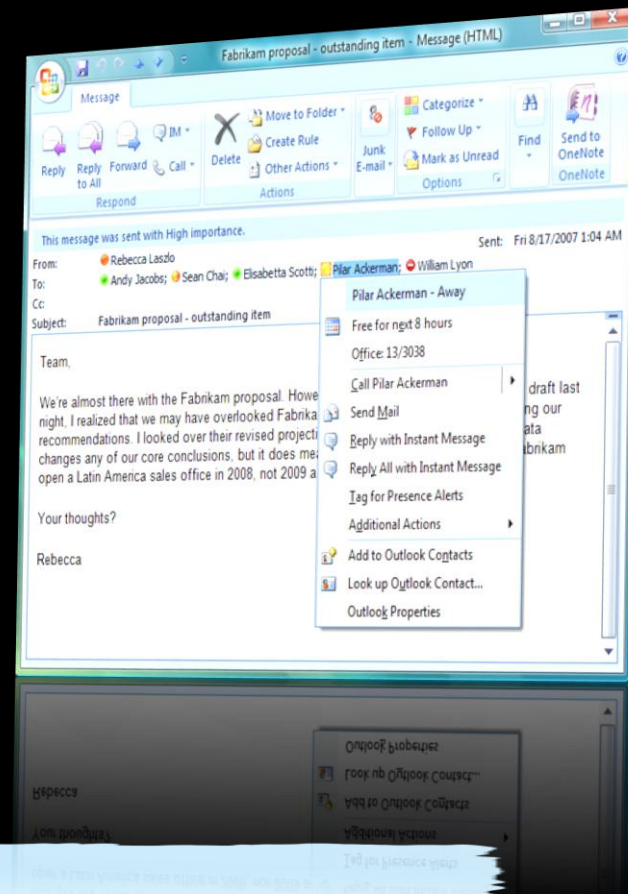 Fabrikam proposal - outstanding item - Message (HTML)
Message
Reply
Reply to All
Forward
IM
Call
Respond
Delete
Move to Folder
Create Rule
Other Actions
Actions
Junk E-mail
Categorize
Follow Up
Mark as Unread
Options
Find
Send to OneNote
OneNote
This message was sent with High importance.
From: Rebecca Laszlo
Sent: Fri 8/17/2007 1:04 AM
To: Andy Jacobs; Sean Chai; Elisabetta Scotti; Pilar Ackerman; William Lyon
Cc:
Subject: Fabrikam proposal - outstanding item
Team,
We're almost there with the Fabrikam proposal. Howe draft last
night, I realized that we may have overlooked Fabrika ng our
recommendations. I looked over their revised projecti ata
changes any of our core conclusions, but it does mea abrikam
open a Latin America sales office in 2008, not 2009 a
Your thoughts?
Rebecca
Pilar Ackerman - Away
Free for next 8 hours
Office: 13/3038
Call Pilar Ackerman
Send Mail
Reply with Instant Message
Reply All with Instant Message
Tag for Presence Alerts
Additional Actions
Add to Outlook Contacts
Look up Outlook Contact...
Outlook Properties